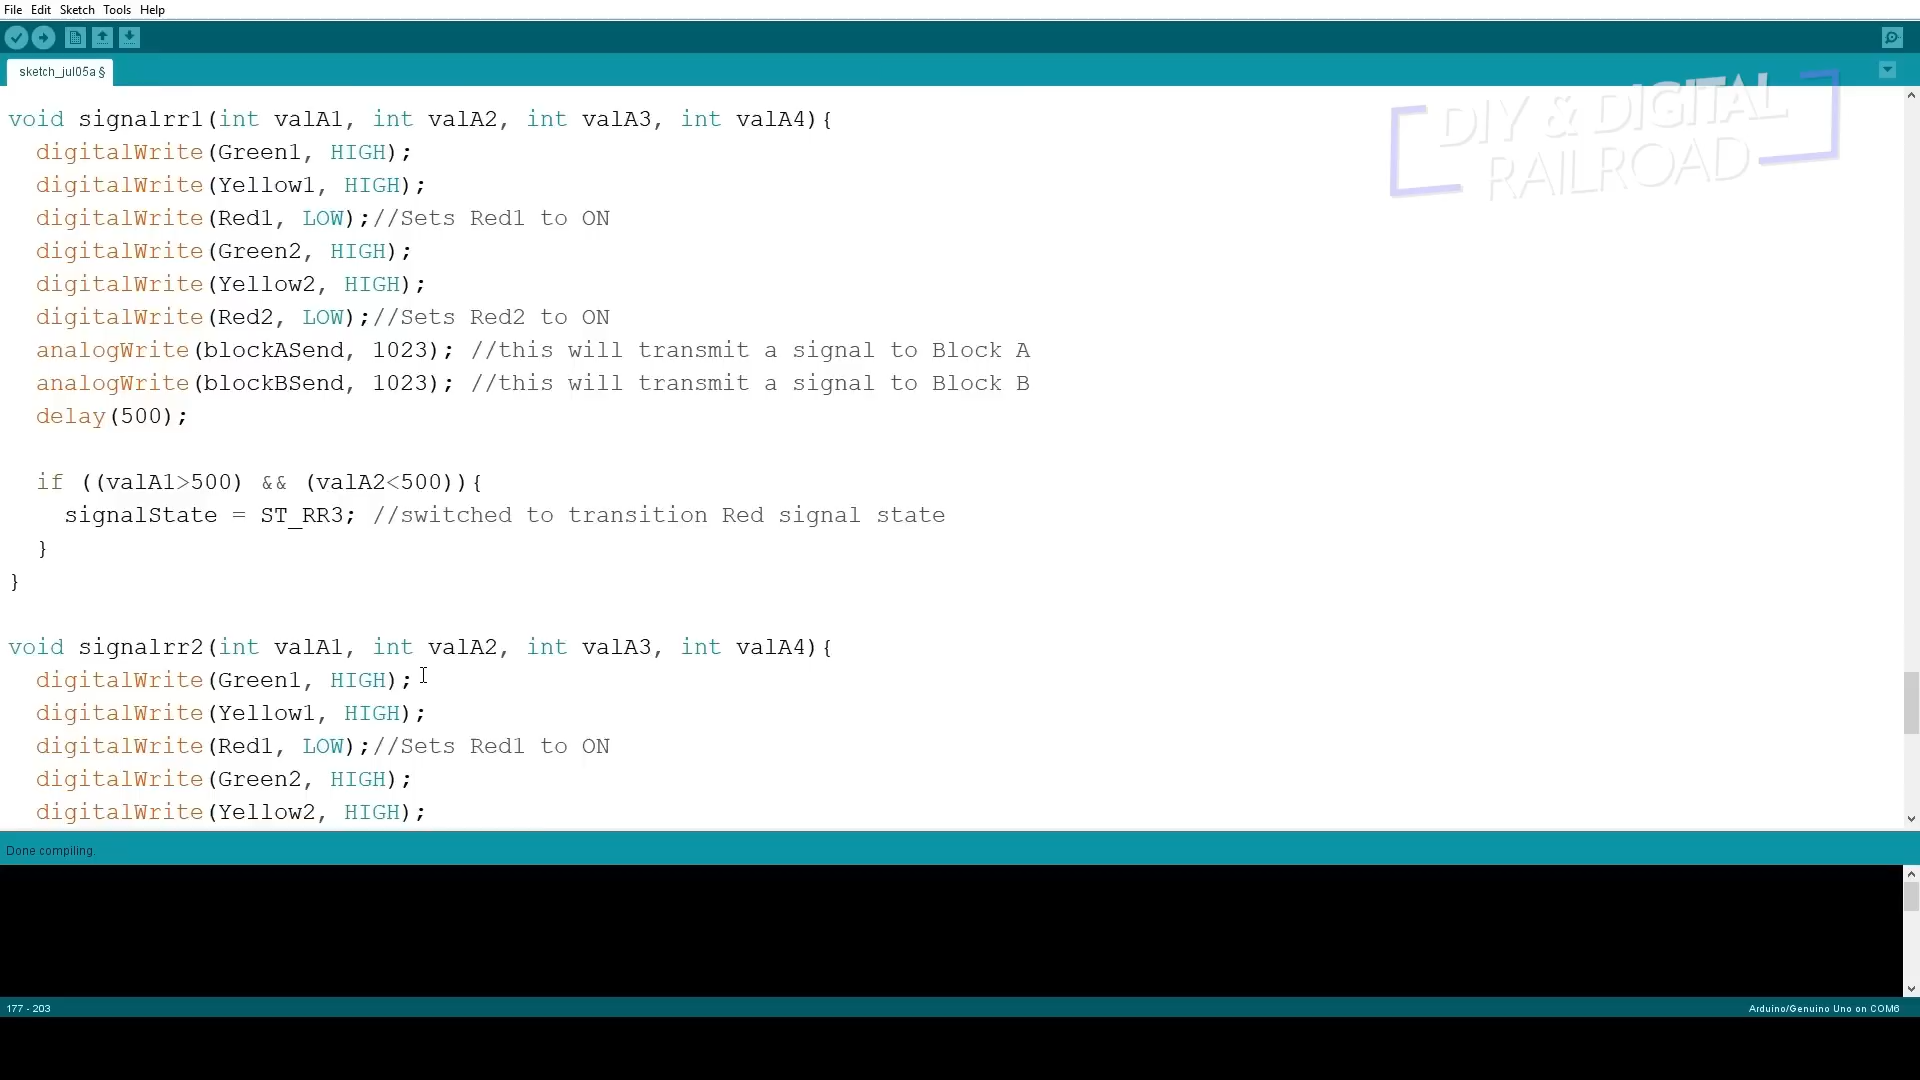 File Edit Sketch Tools Help
sketch_jul05a §
DIY & DIGITAL
RAILROAD
void signalrr1(int valA1, int valA2, int valA3, int valA4){
digitalWrite(Green1, HIGH);
digitalWrite(Yellow1, HIGH);
digitalWrite(Red1, LOW);//Sets Red1 to ON
digitalWrite(Green2, HIGH);
digitalWrite(Yellow2, HIGH);
digitalWrite(Red2, LOW);//Sets Red2 to ON
analogWrite(blockASend, 1023); //this will transmit a signal to Block A
analogWrite(blockBSend, 1023); //this will transmit a signal to Block B
delay(500);
if ((valA1>500) && (valA2<500)){
signalState = ST_RR3; //switched to transition Red signal state
}
}
void signalrr2(int valA1, int valA2, int valA3, int valA4){
digitalWrite(Green1, HIGH);
digitalWrite(Yellow1, HIGH);
digitalWrite(Red1, LOW);//Sets Red1 to ON
digitalWrite(Green2, HIGH);
digitalWrite(Yellow2, HIGH);
Done compiling.
177 - 203
Arduino/Genuino Uno on COM6